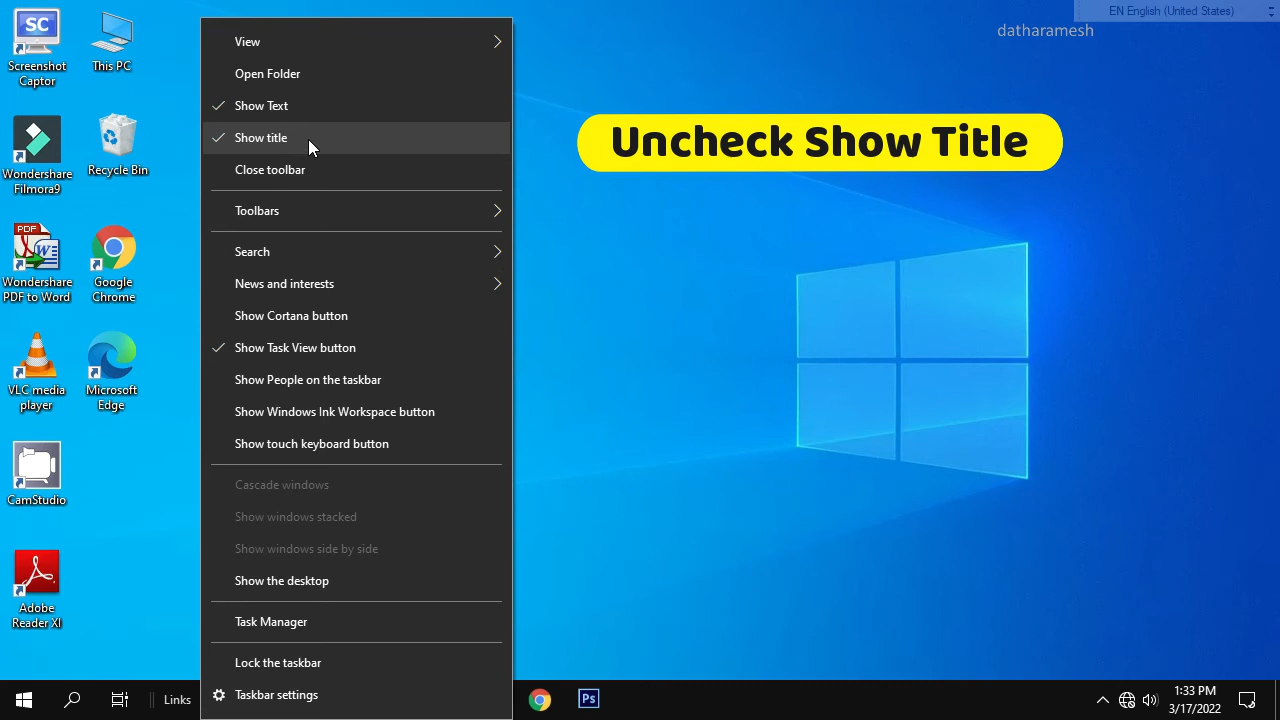 EN English (United States)
datharamesh
SC
Screenshot
Captor
This PC
Wondershare
Filmora9
Recycle Bin
PDF
W
Wondershare
PDF to Word
Google
Chrome
VLC media
player
Microsoft
Edge
CamStudio
Adobe
Reader XI
View
Open Folder
Show Text
Show title
Close toolbar
Toolbars
Search
News and interests
Show Cortana button
Show Task View button
Show People on the taskbar
Show Windows Ink Workspace button
Show touch keyboard button
Cascade windows
Show windows stacked
Show windows side by side
Show the desktop
Task Manager
Lock the taskbar
Taskbar settings
Uncheck Show Title
Links
Ps
1:33 PM
3/17/2022